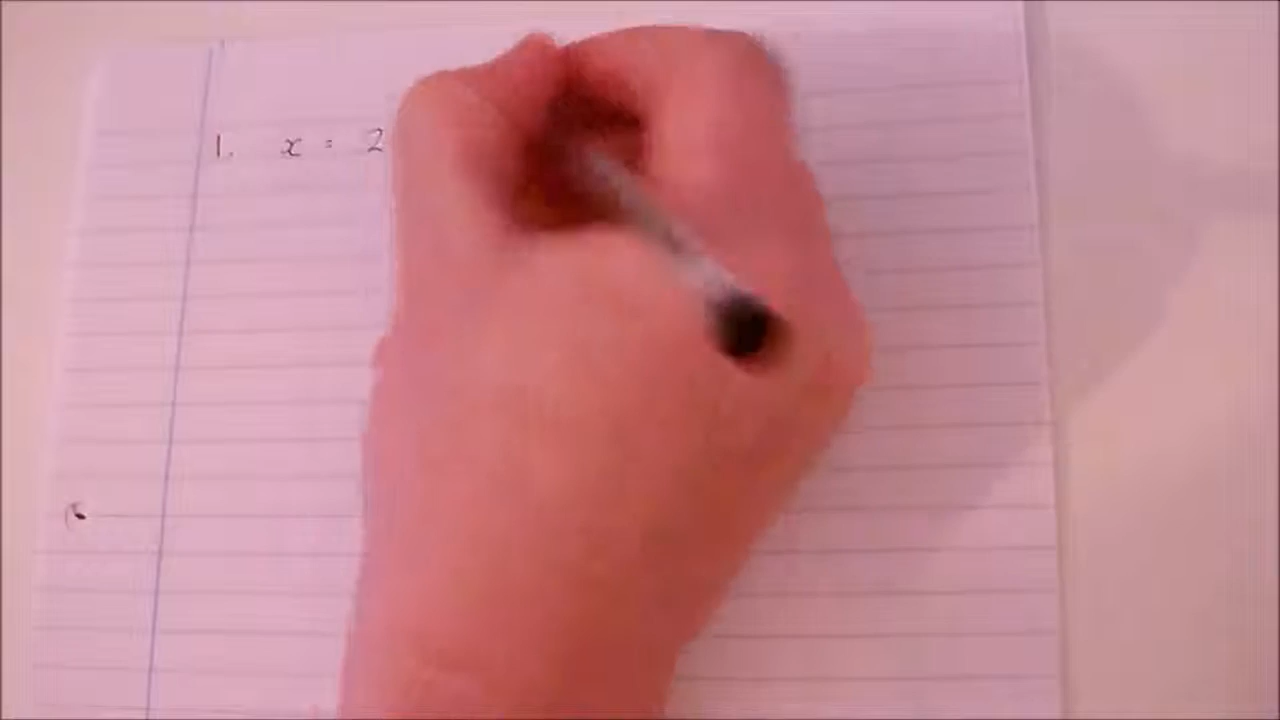 1. x = 2